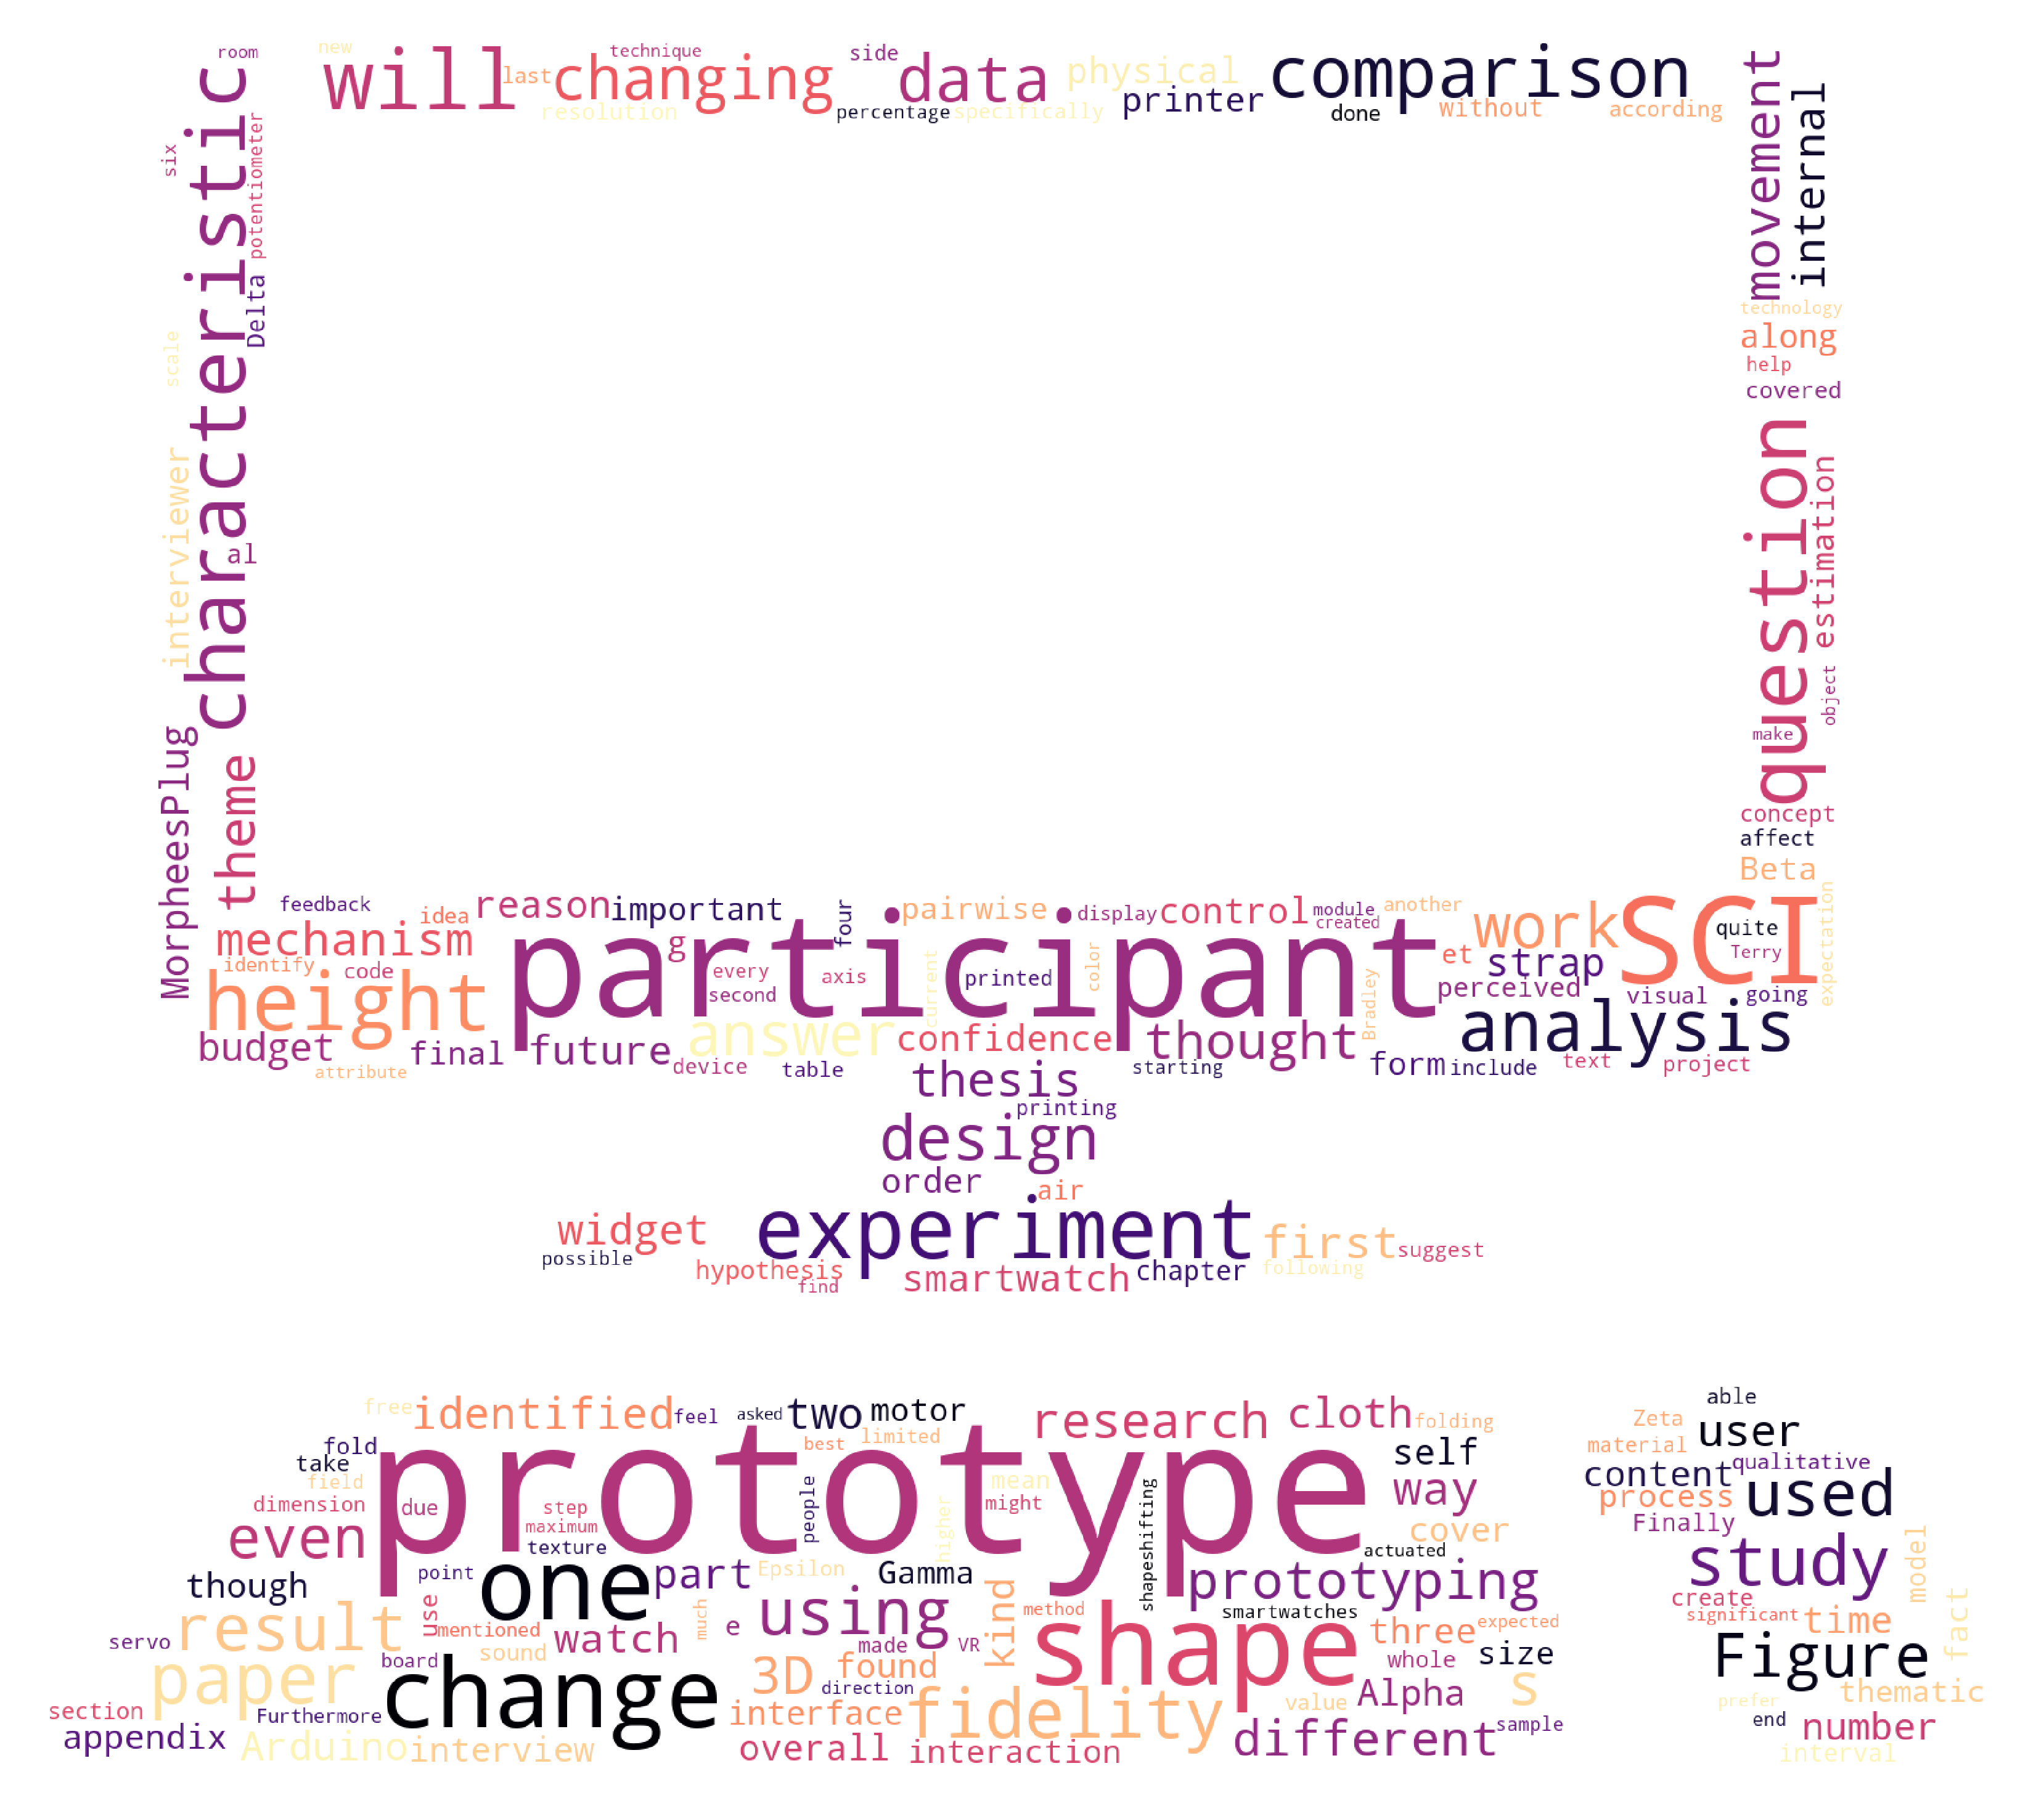 room
new
will
last
technique
changing
resolution
side
percentage
data
specifically
physical
printer
comparison
done
without
according
characteristic
six
potentiometer
Delta
scale
interviewer
al
MorpheesPlug
theme
movement
internal
technology
along
help
covered
question
estimation
object
make
concept
affect
Beta
expectation
feedback
idea
reason
important
four
pairwise
display
control
module
created
another
work
SCI
quite
Terry
mechanism
identify
code
height
participant
g
every
second
axis
current
printed
color
Bradley
et
strap
perceived
visual
going
budget
attribute
final
future
device
answer
table
confidence
thought
starting
form
include
analysis
text
project
thesis
printing
design
order
air
widget
possible
experiment
first
suggest
hypothesis
find
smartwatch
chapter
following
free
identified
feel
asked
two
motor
best
limited
research
cloth
folding
fold
take
field
dimension
due
prototype
step
maximum
texture
people
mean
might
higher
shapeshifting
self
way
cover
actuated
even
though
point
one
part
Epsilon
Gamma
prototyping
result
use
mentioned
servo
sound
watch
much
e
using
made
VR
kind
method
shape
smartwatches
three
expected
whole
size
paper
board
change
3D
found
direction
interface
fidelity
value
Alpha
s
section
appendix
Furthermore
Arduino
interview
overall
interaction
different
sample
able
Zeta
user
material
content
qualitative
process
used
Finally
study
model
create
significant
time
fact
Figure
thematic
prefer
end
number
interval